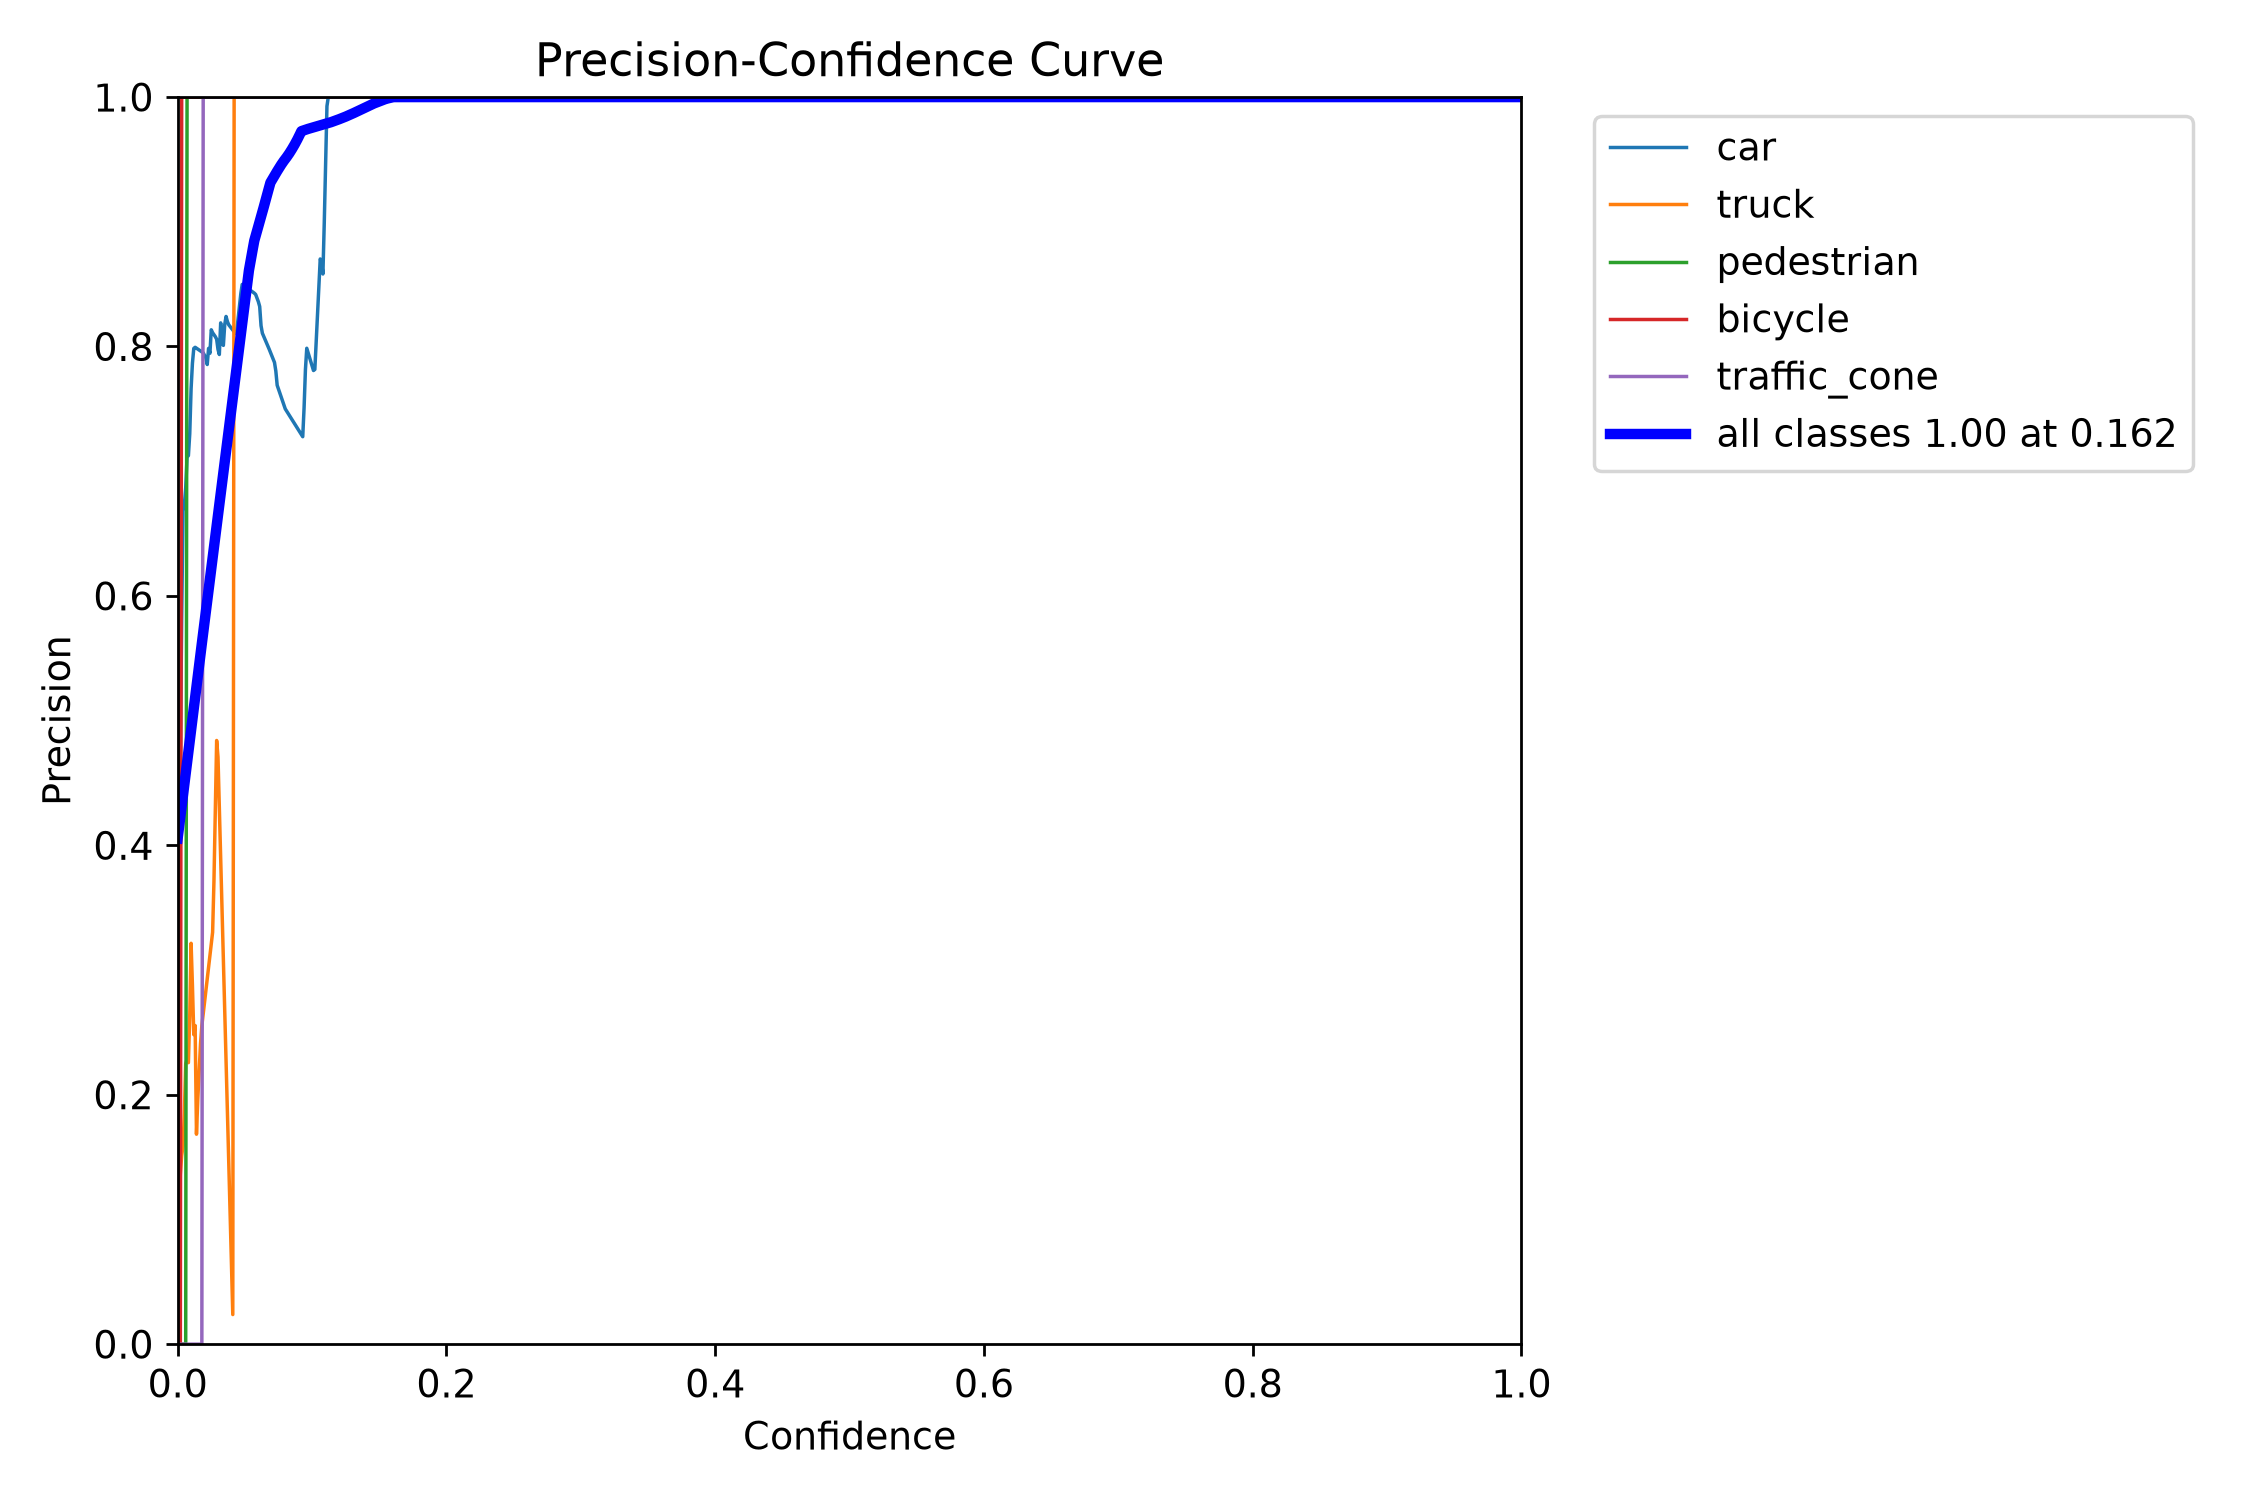 Precision-Confidence Curve
1.0
0.8
0.6
0.4
0.2
0.0
Precision
0.0 0.2 0.4 0.6 0.8 1.0
Confidence
car
truck
pedestrian
bicycle
traffic_cone
all classes 1.00 at 0.162